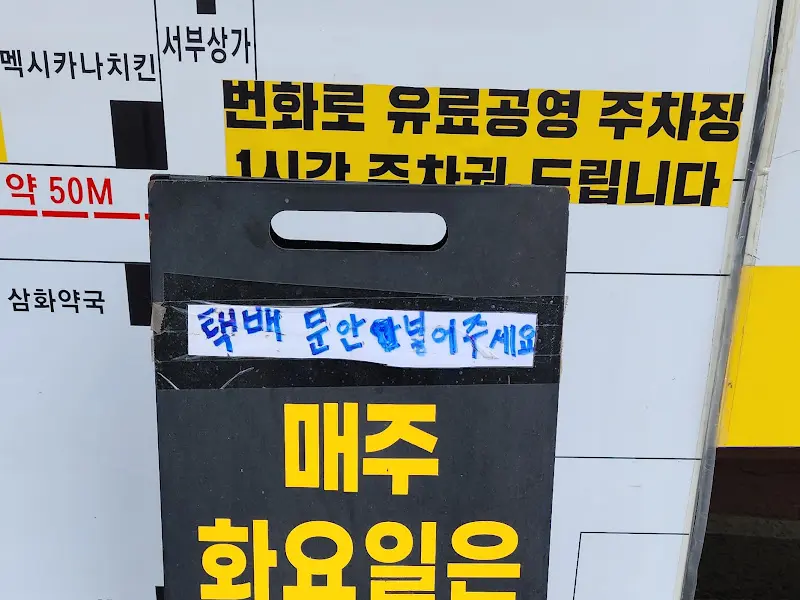 멕시카나치킨
서부상가
번화로 유료공영 주차장
1시간 주차권 드립니다
약 50M
삼화약국
택배 문안 널어주세요
매주
화요일은